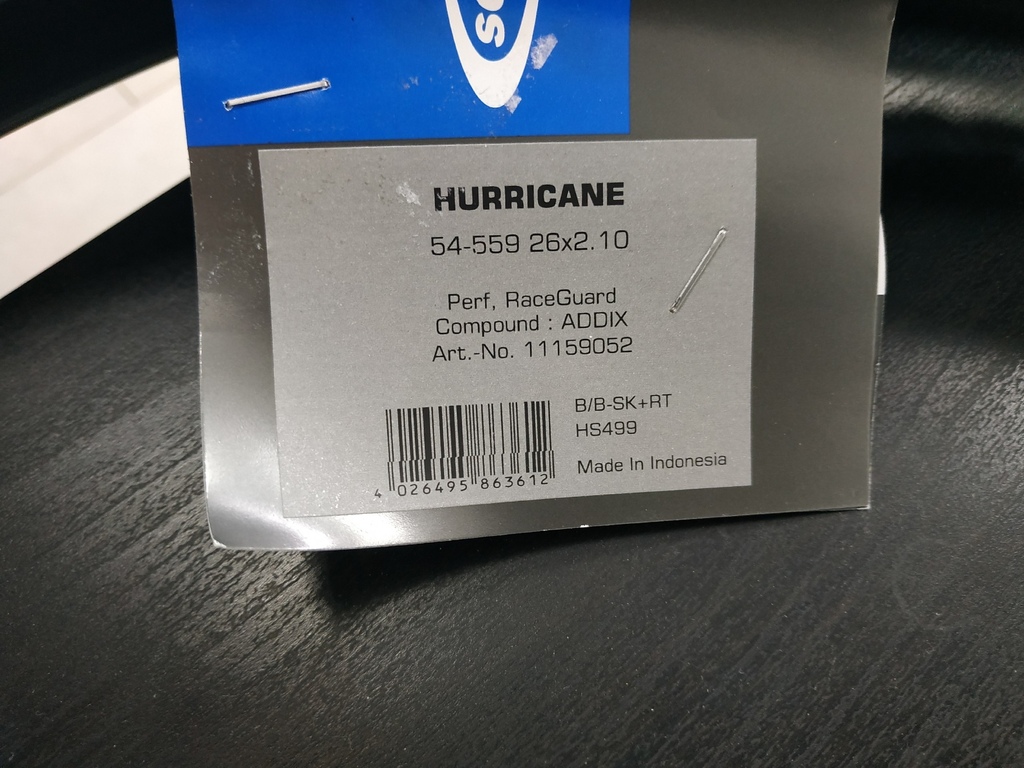 HURRICANE
54-559 26x2.10
Perf, RaceGuard
Compound : ADDIX
Art.-No. 11159052
B/B-SK+RT
HS499
Made In Indonesia
4 026495 863612